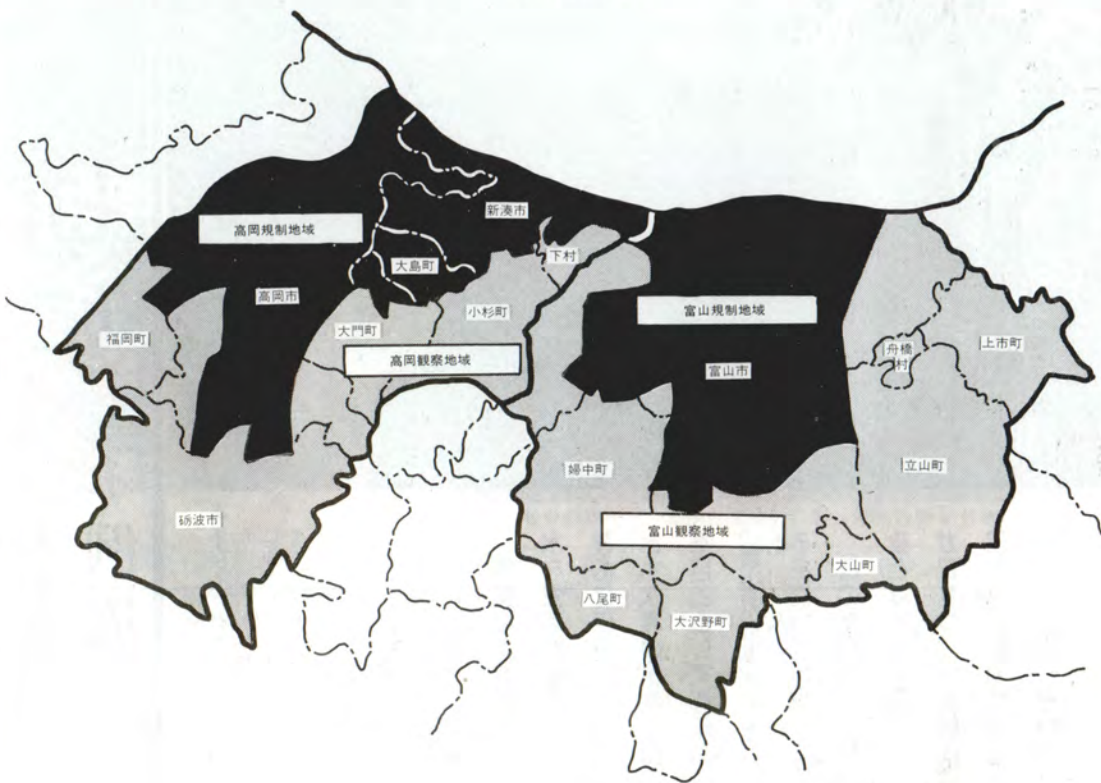 新湊市
高岡規制地域
下村
大島町
高岡市
小杉町
富山規制地域
大門町
福岡町
高岡観察地域
舟橋村
上市町
富山市
婦中町
立山町
砺波市
富山観察地域
大山町
八尾町
大沢野町